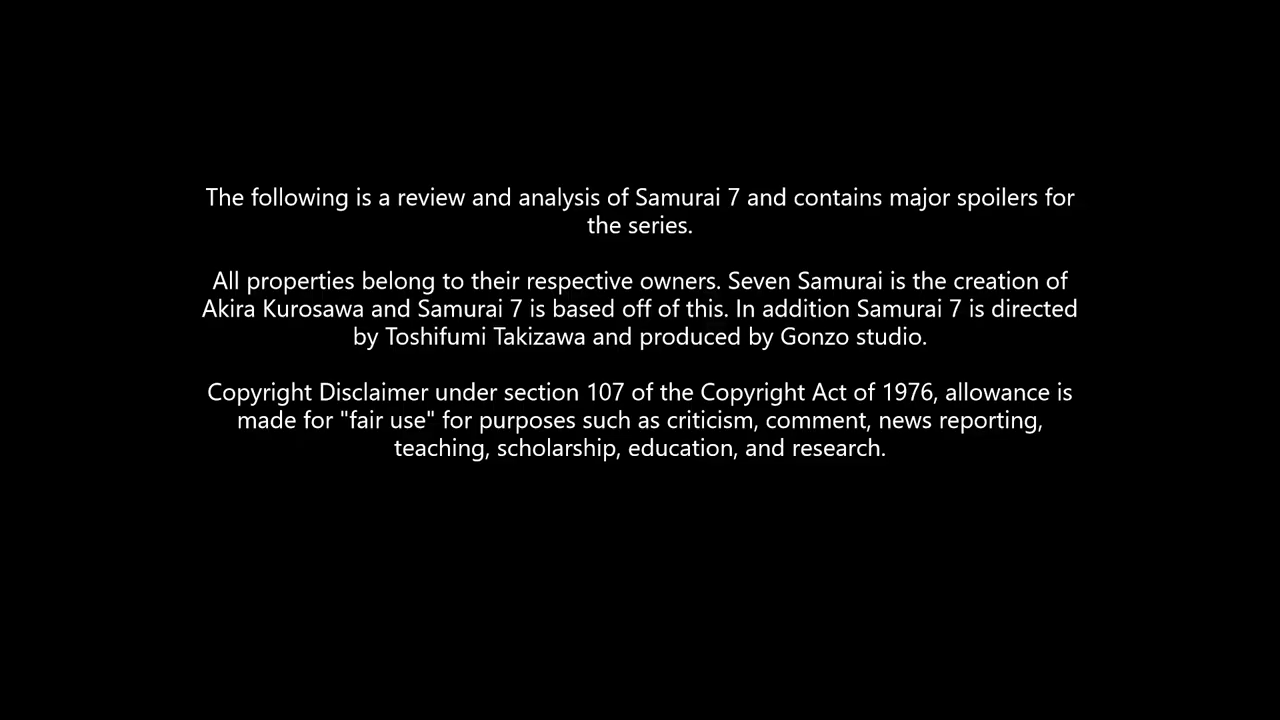 The following is a review and analysis of Samurai 7 and contains major spoilers for
the series.
All properties belong to their respective owners. Seven Samurai is the creation of
Akira Kurosawa and Samurai 7 is based off of this. In addition Samurai 7 is directed
by Toshifumi Takizawa and produced by Gonzo studio.
Copyright Disclaimer under section 107 of the Copyright Act of 1976, allowance is
made for "fair use" for purposes such as criticism, comment, news reporting,
teaching, scholarship, education, and research.